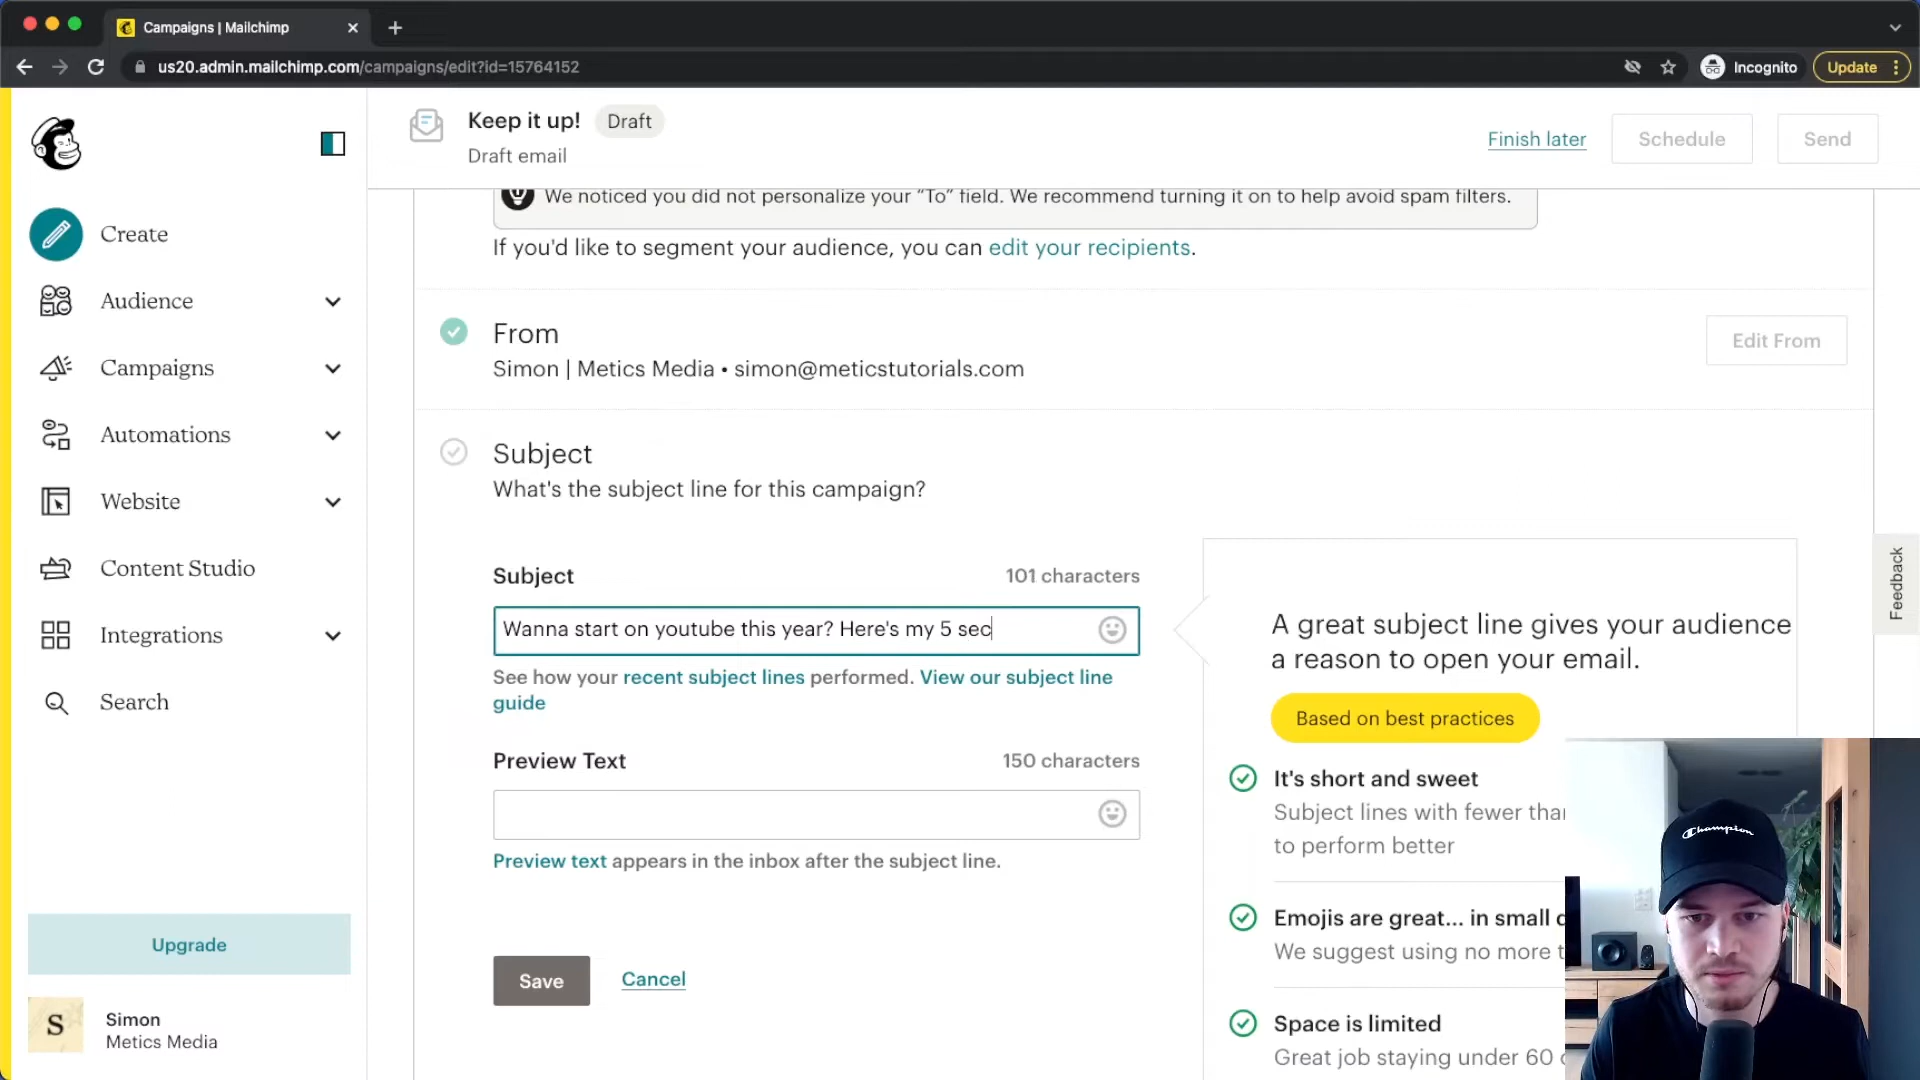 Campaigns | Mailchimp
us20.admin.mailchimp.com/campaigns/edit?id=15764152
Incognito
Update
Keep it up!
Draft
Draft email
Finish later
Schedule
Send
Create
Audience
Campaigns
Automations
Website
Content Studio
Integrations
Search
Upgrade
S
Simon
Metics Media
We noticed you did not personalize your “To” field. We recommend turning it on to help avoid spam filters.
If you'd like to segment your audience, you can edit your recipients.
From
Simon | Metics Media • simon@meticstutorials.com
Edit From
Subject
What's the subject line for this campaign?
Subject
101 characters
Wanna start on youtube this year? Here's my 5 sec
See how your recent subject lines performed. View our subject line
guide
Preview Text
150 characters
Preview text appears in the inbox after the subject line.
Save
Cancel
A great subject line gives your audience
a reason to open your email.
Based on best practices
It's short and sweet
Subject lines with fewer than
to perform better
Emojis are great... in small d
We suggest using no more t
Space is limited
Great job staying under 60 c
Feedback
Champion